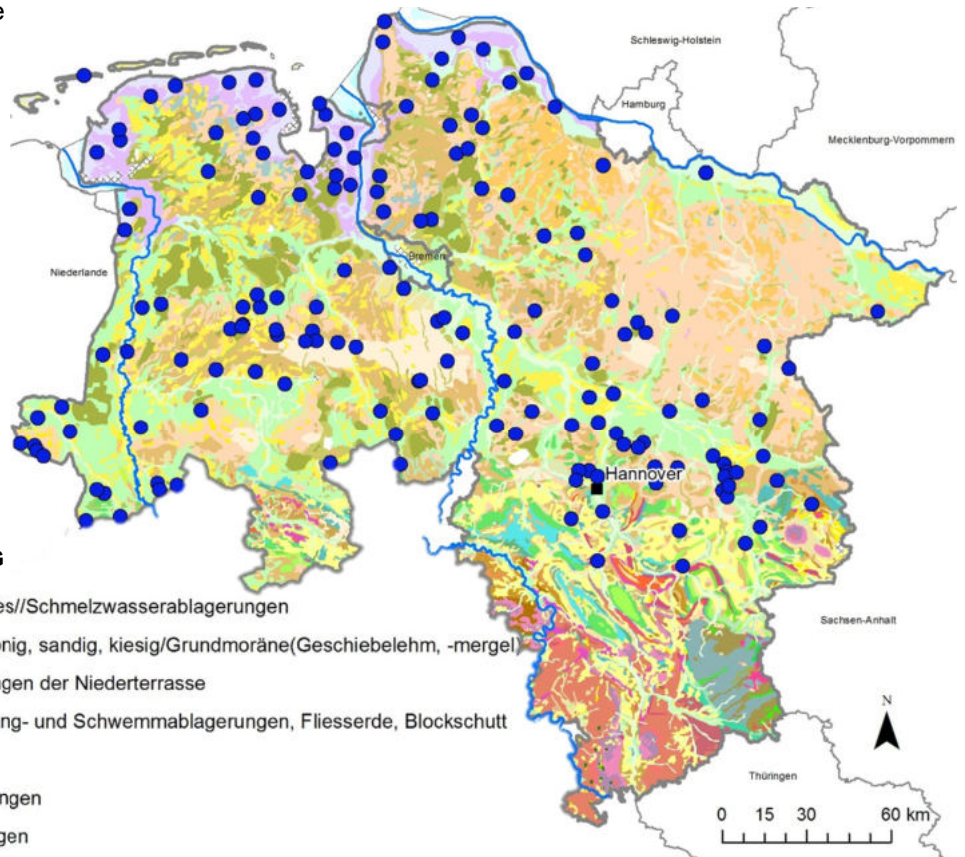 Schleswig-Holstein
Hamburg
Mecklenburg-Vorpommern
Niederlande
Bremen
Hannover
es//Schmelzwasserablagerungen
onig, sandig, kiesig/Grundmoräne(Geschiebelehm, -mergel)
ngen der Niederterrasse
ng- und Schwemmablagerungen, Fliesserde, Blockschutt
Sachsen-Anhalt
N
ngen
gen
Thüringen
0 15 30 60 km